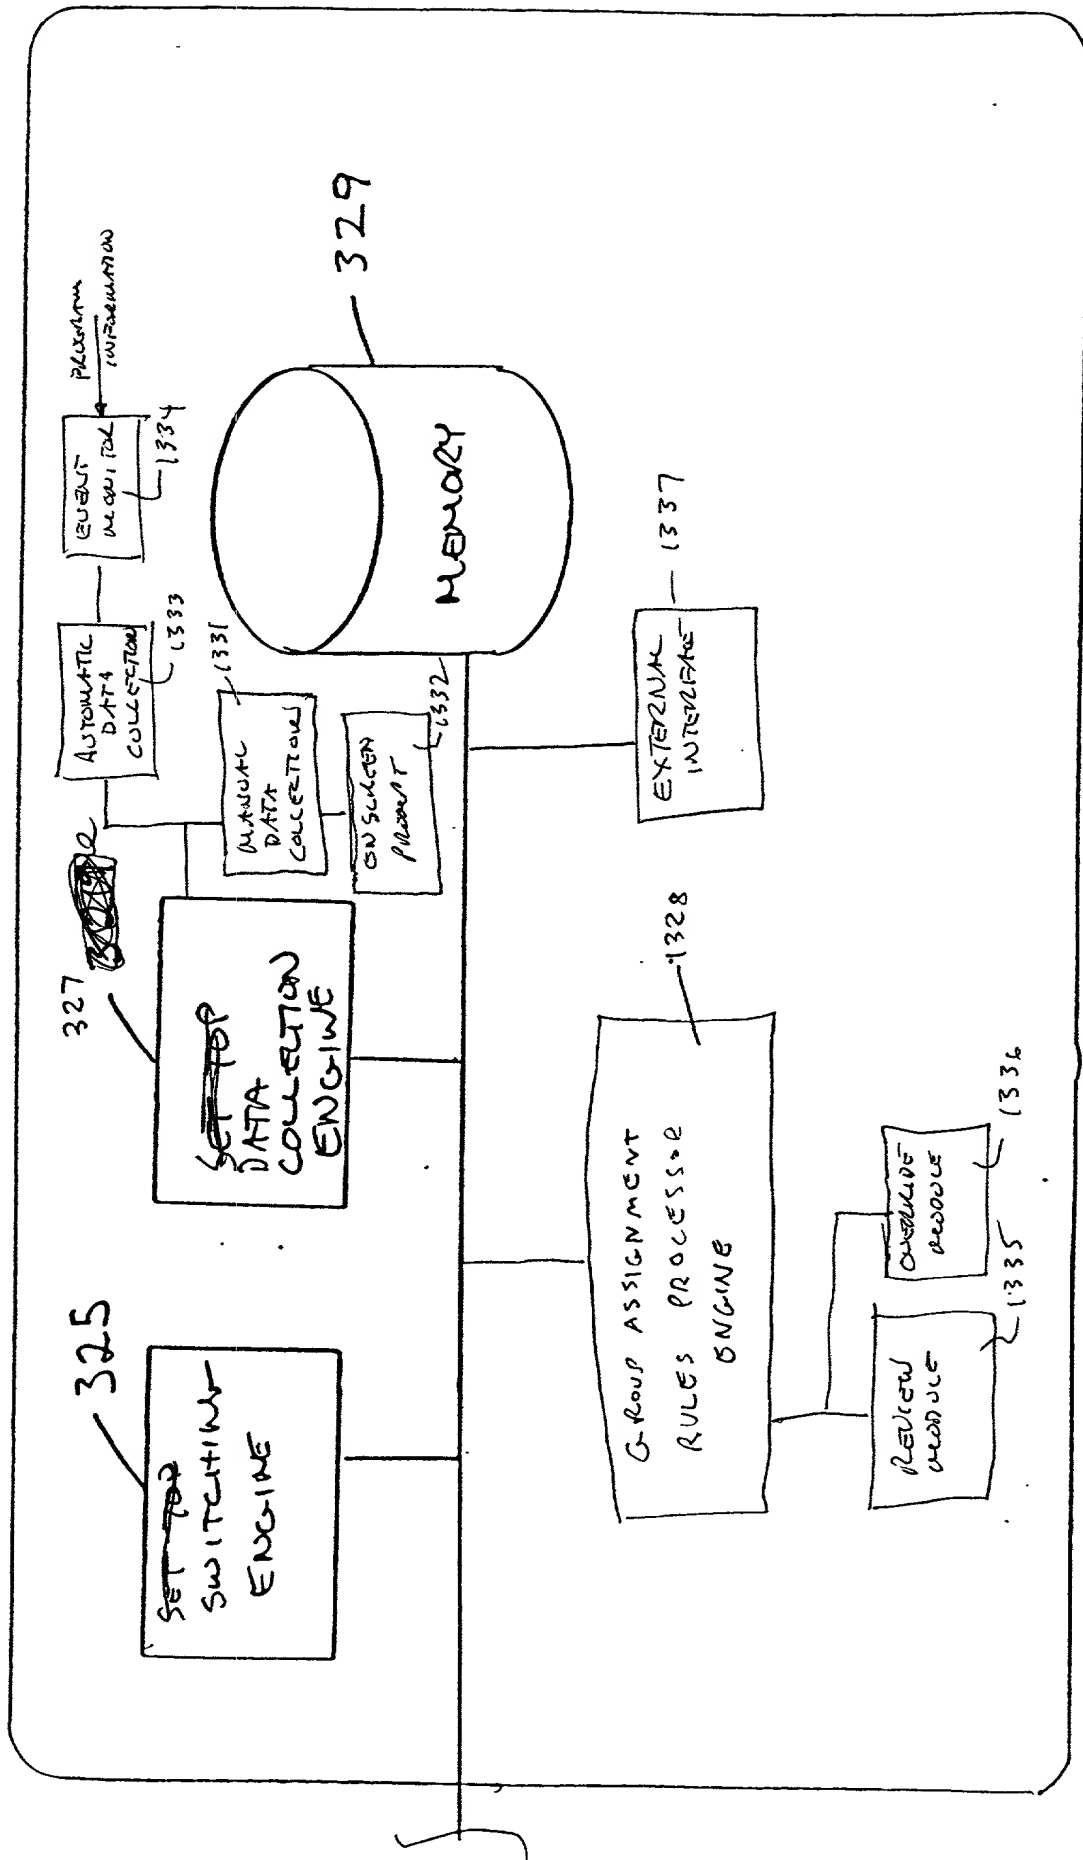 SET TOP
SWITCHING
ENGINE
325
SET TOP
DATA
COLLECTION
ENGINE
327
AUTOMATIC
DATA
COLLECTION
1333
EVENT
MONITOR
1334
PROGRAM
INFORMATION
MANUAL
DATA
COLLECTION
1331
ONSCREEN
PROMPT
1332
MEMORY
329
GROUP ASSIGNMENT
RULES PROCESSOR
ENGINE
1328
REVIEW
MODULE
1335
OVERRIDE
MODULE
1336
EXTERNAL
INTERFACE
1337